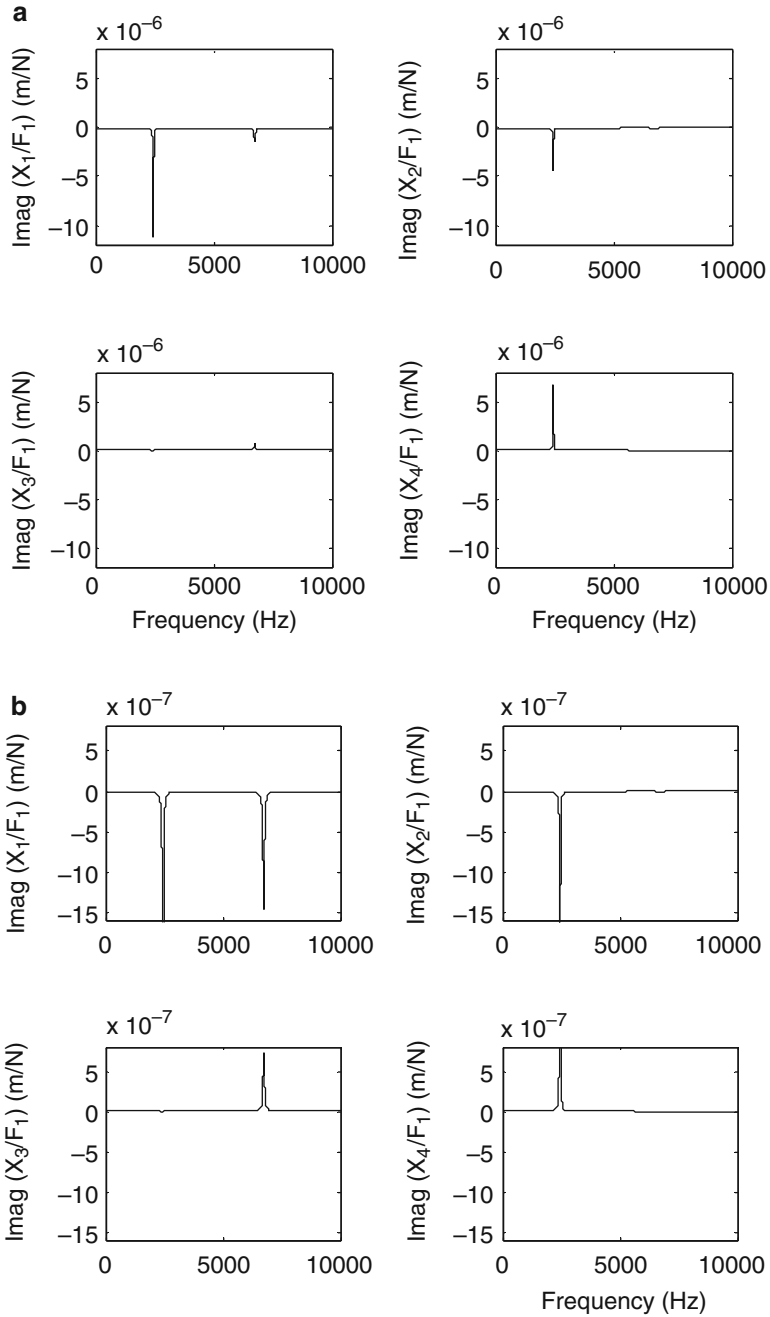 a
x 10–6
x 10–6
Imag (X1/F1) (m/N)
5
0
–5
–10
0
5000
10000
Imag (X2/F1) (m/N)
5
0
–5
–10
0
5000
10000
x 10–6
x 10–6
Imag (X3/F1) (m/N)
5
0
–5
–10
0
5000
10000
Frequency (Hz)
Imag (X4/F1) (m/N)
5
0
–5
–10
0
5000
10000
Frequency (Hz)
b
x 10–7
x 10–7
Imag (X1/F1) (m/N)
5
0
–5
–10
–15
0
5000
10000
Imag (X2/F1) (m/N)
5
0
–5
–10
–15
0
5000
10000
x 10–7
x 10–7
Imag (X3/F1) (m/N)
5
0
–5
–10
–15
0
5000
10000
Imag (X4/F1) (m/N)
5
0
–5
–10
–15
0
5000
10000
Frequency (Hz)